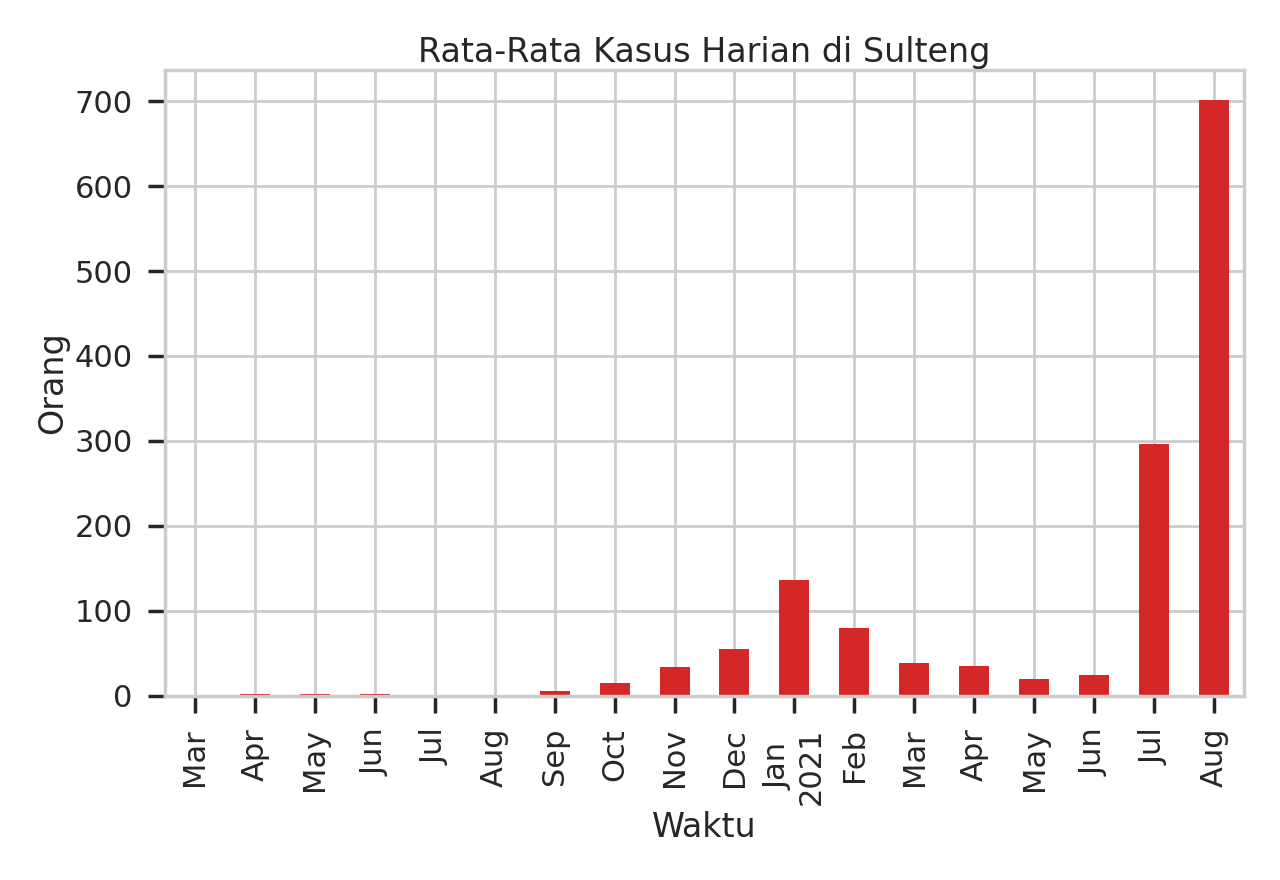 Rata-Rata Kasus Harian di Sulteng
700
600
500
400
300
200
100
0
Orang
Mar
Apr
May
Jun
Jul
Aug
Sep
Oct
Nov
Dec
Jan
2021
Feb
Mar
Apr
May
Jun
Jul
Aug
Waktu